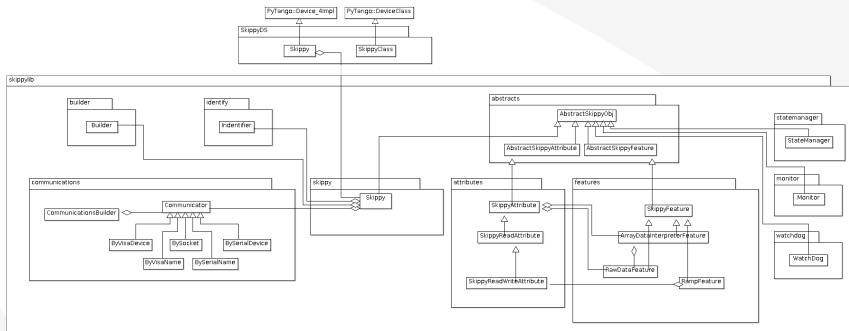 PyTango::Device_4Impl
PyTango::DeviceClass
SkippyDS
Skippy
SkippyClass
skippylib
builder
Builder
identify
Indentifier
abstracts
AbstractSkippyObj
AbstractSkippyAttribute
AbstractSkippyFeature
statemanager
StateManager
monitor
Monitor
watchdog
WatchDog
communications
CommunicationsBuilder
Communicator
ByVisaDevice
BySocket
BySerialDevice
ByVisaName
BySerialName
skippy
Skippy
attributes
SkippyAttribute
SkippyReadAttribute
SkippyReadWriteAttribute
features
SkippyFeature
ArrayDataInterpreterFeature
RawDataFeature
RampFeature